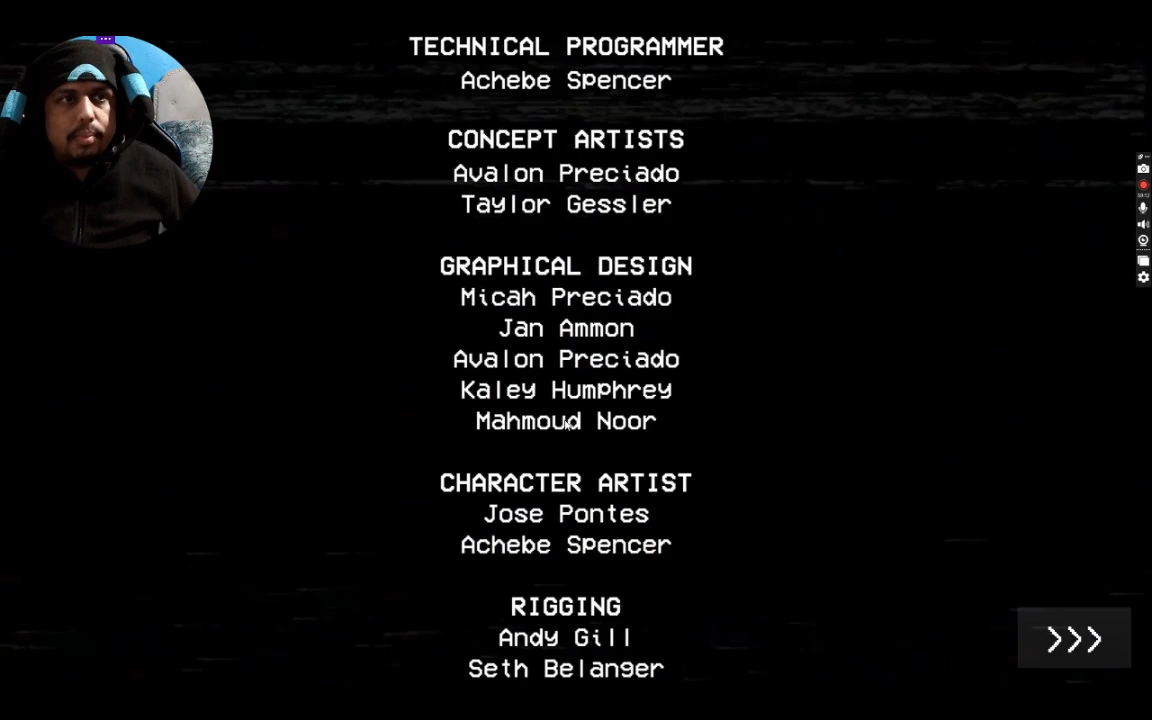 TECHNICAL PROGRAMMER
Achebe Spencer
CONCEPT ARTISTS
Avalon Preciado
Taylor Gessler
GRAPHICAL DESIGN
Micah Preciado
Jan Ammon
Avalon Preciado
Kaley Humphrey
Mahmoud Noor
CHARACTER ARTIST
Jose Pontes
Achebe Spencer
RIGGING
Andy Gill
Seth Belanger
>>>